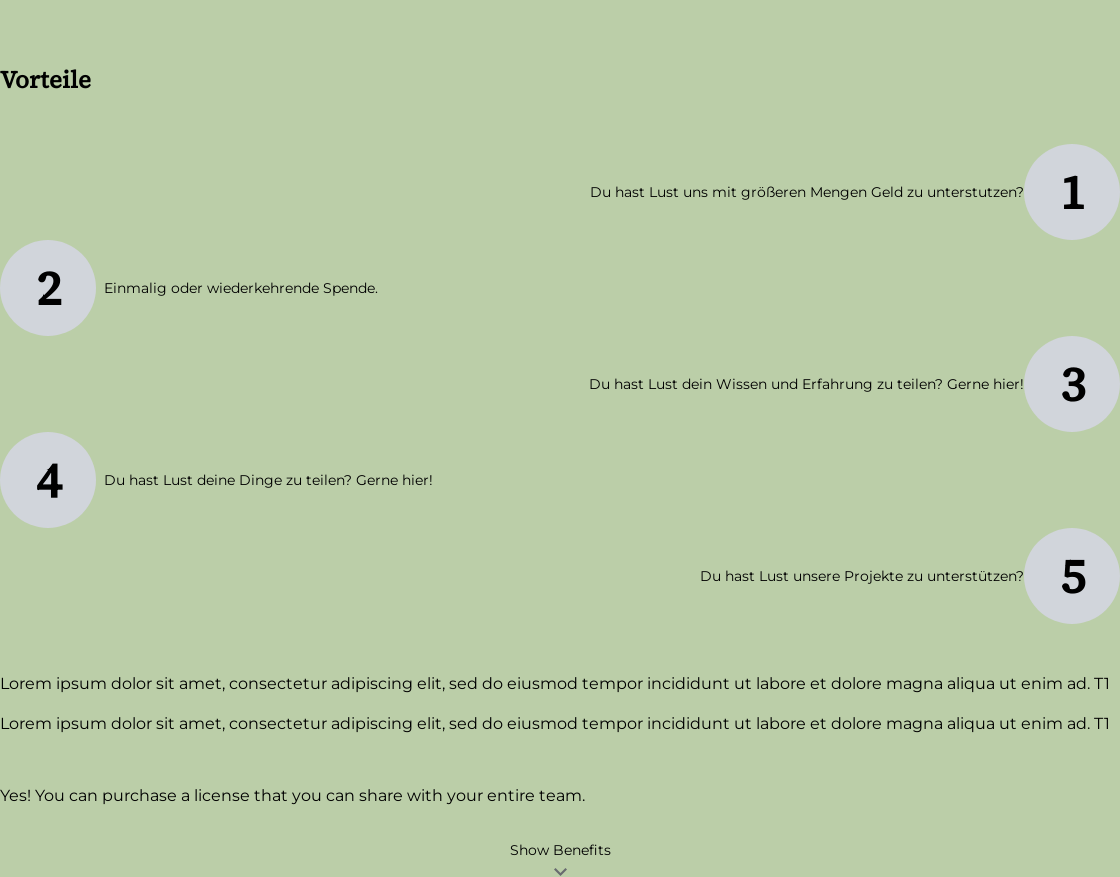 Vorteile
Du hast Lust uns mit größeren Mengen Geld zu unterstutzen?
1
2
Einmalig oder wiederkehrende Spende.
Du hast Lust dein Wissen und Erfahrung zu teilen? Gerne hier!
3
4
Du hast Lust deine Dinge zu teilen? Gerne hier!
Du hast Lust unsere Projekte zu unterstützen?
5
Lorem ipsum dolor sit amet, consectetur adipiscing elit, sed do eiusmod tempor incididunt ut labore et dolore magna aliqua ut enim ad. T1
Lorem ipsum dolor sit amet, consectetur adipiscing elit, sed do eiusmod tempor incididunt ut labore et dolore magna aliqua ut enim ad. T1
Yes! You can purchase a license that you can share with your entire team.
Show Benefits